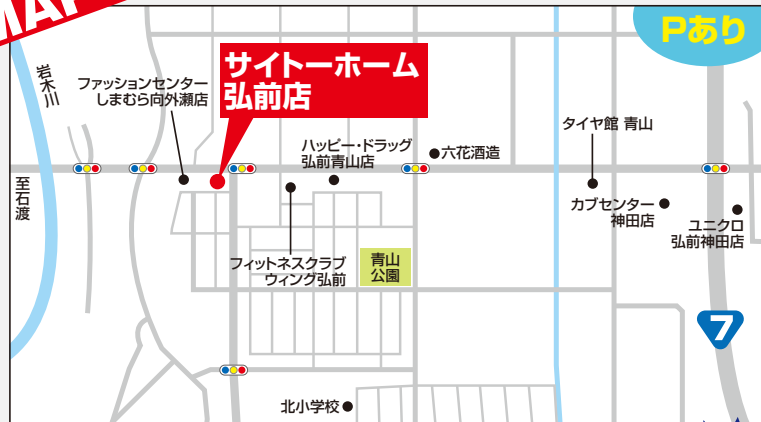 MAP
Pあり
岩木川
ファッションセンター
しまむら向外瀬店
サイトーホーム
弘前店
ハッピー・ドラッグ
弘前青山店
六花酒造
タイヤ館 青山
至石渡
カブセンター
神田店
ユニクロ
弘前神田店
フィットネスクラブ
ウィング弘前
青山
公園
7
北小学校